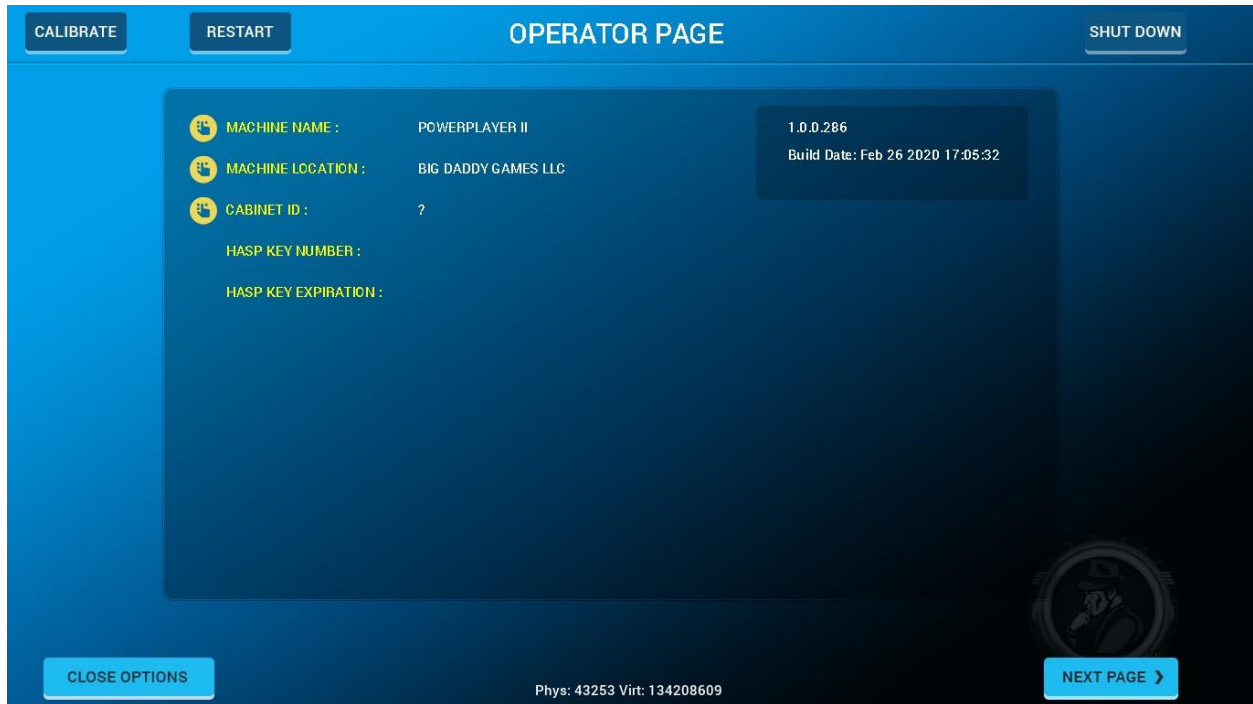 CALIBRATE RESTART OPERATOR PAGE SHUT DOWN
MACHINE NAME : POWERPLAYER II 1.0.0.286
Build Date: Feb 26 2020 17:05:32
MACHINE LOCATION : BIG DADDY GAMES LLC
CABINET ID : ?
HASP KEY NUMBER :
HASP KEY EXPIRATION :
CLOSE OPTIONS Phys: 43253 Virt: 134208609 NEXT PAGE ❯